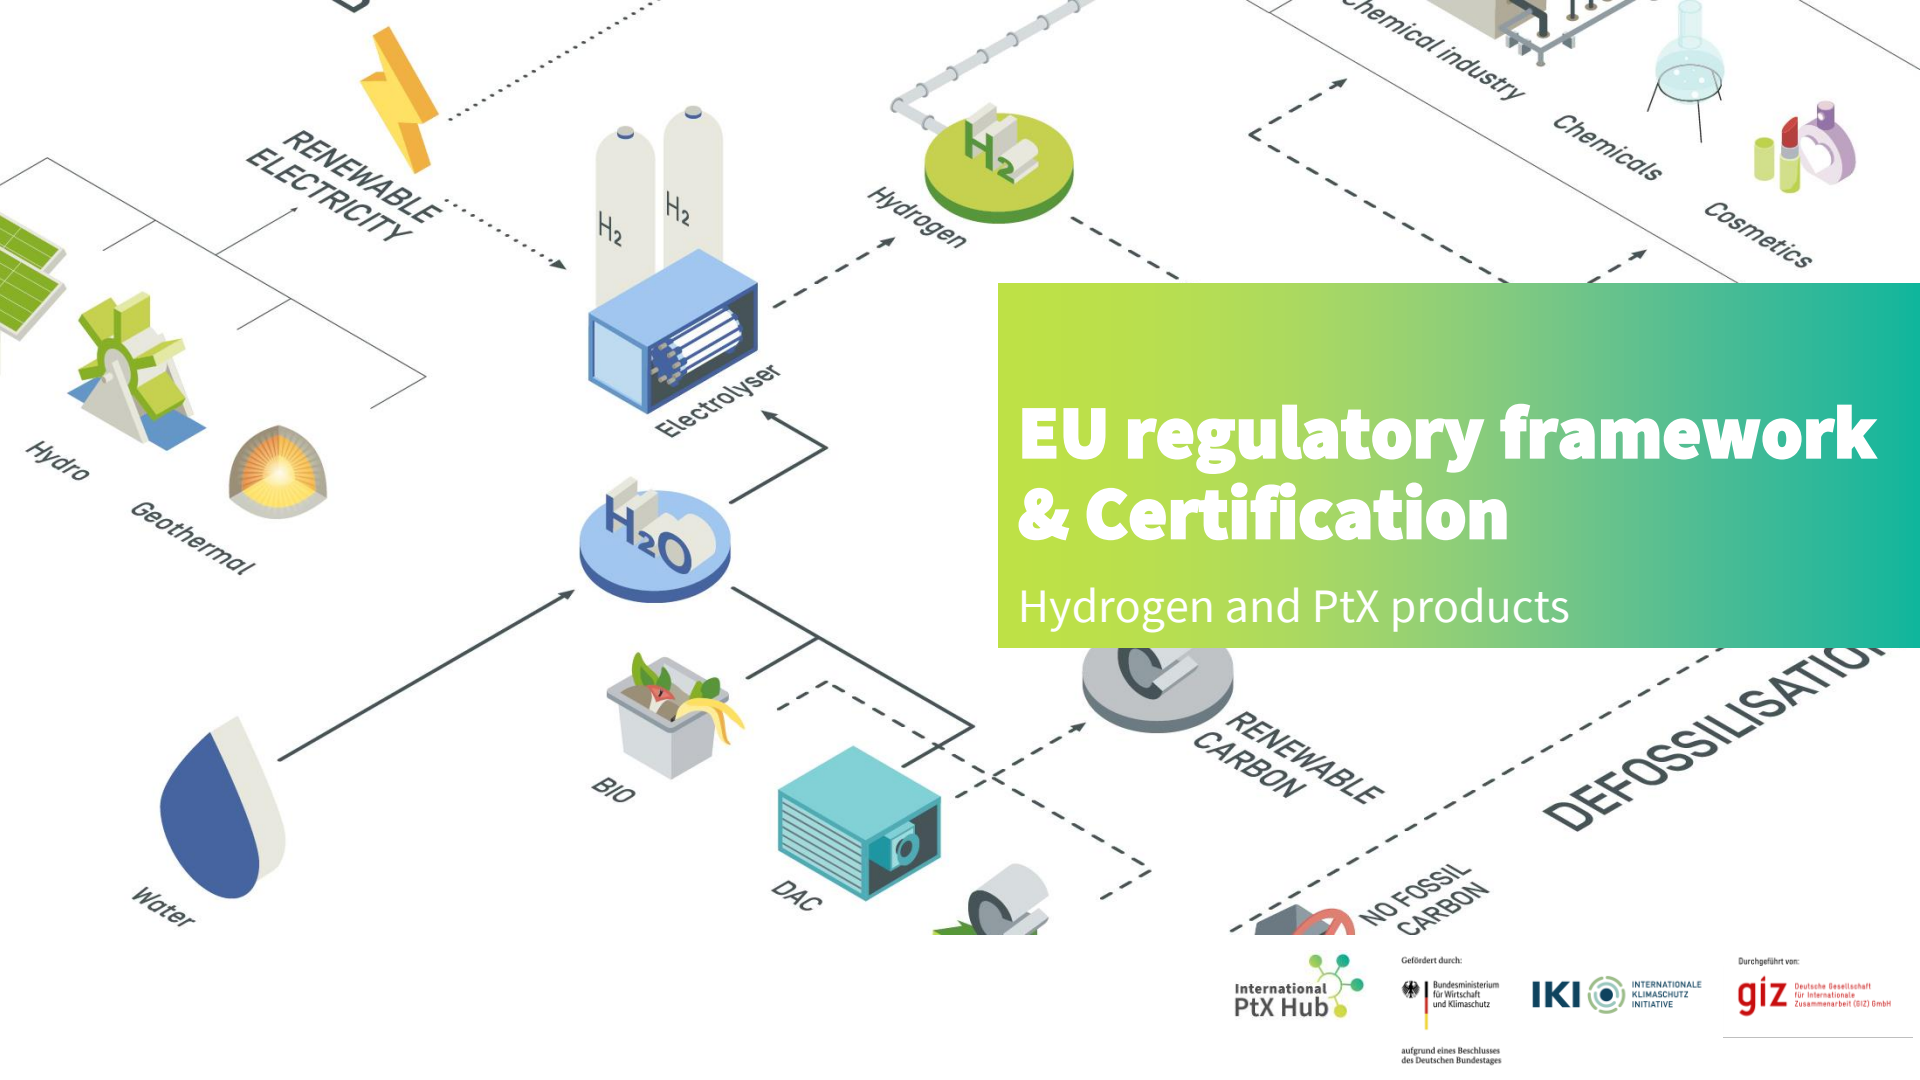 Chemical industry
Chemicals
Cosmetics
RENEWABLE
ELECTRICITY
H2
H2
H2
Hydrogen
Electrolyser
Hydro
Geothermal
H2O
EU regulatory framework
& Certification
Hydrogen and PtX products
BIO
DAC
Water
RENEWABLE
CARBON
DEFOSSILISATION
NO FOSSIL
CARBON
International
PtX Hub
Gefördert durch:
Bundesministerium
für Wirtschaft
und Klimaschutz
aufgrund eines Beschlusses
des Deutschen Bundestages
IKI
INTERNATIONALE
KLIMASCHUTZ
INITIATIVE
Durchgeführt von:
giz
Deutsche Gesellschaft
für Internationale
Zusammenarbeit (GIZ) GmbH